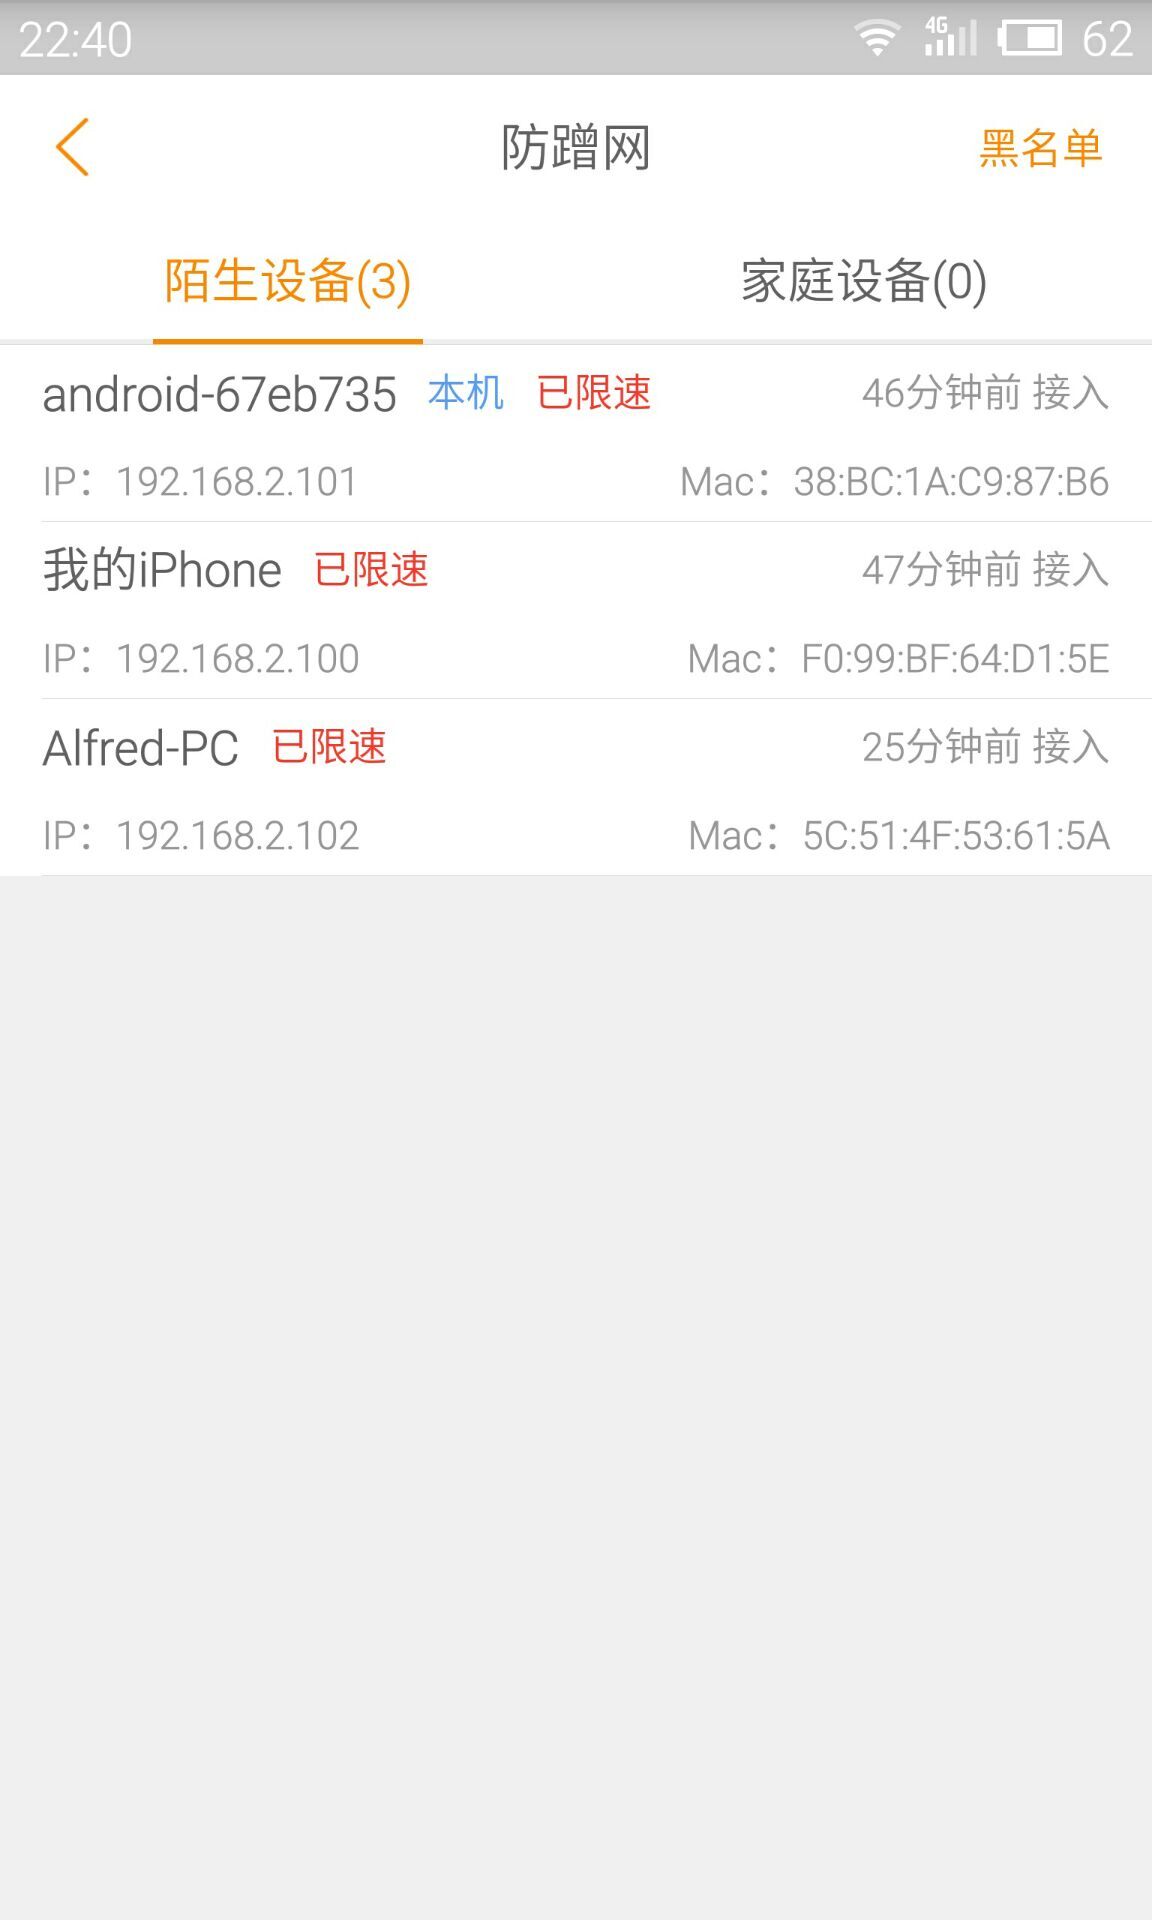 22:40 4G 62
防蹭网 黑名单
陌生设备(3) 家庭设备(0)
android-67eb735 本机 已限速 46分钟前 接入
IP：192.168.2.101 Mac：38:BC:1A:C9:87:B6
我的iPhone 已限速 47分钟前 接入
IP：192.168.2.100 Mac：F0:99:BF:64:D1:5E
Alfred-PC 已限速 25分钟前 接入
IP：192.168.2.102 Mac：5C:51:4F:53:61:5A